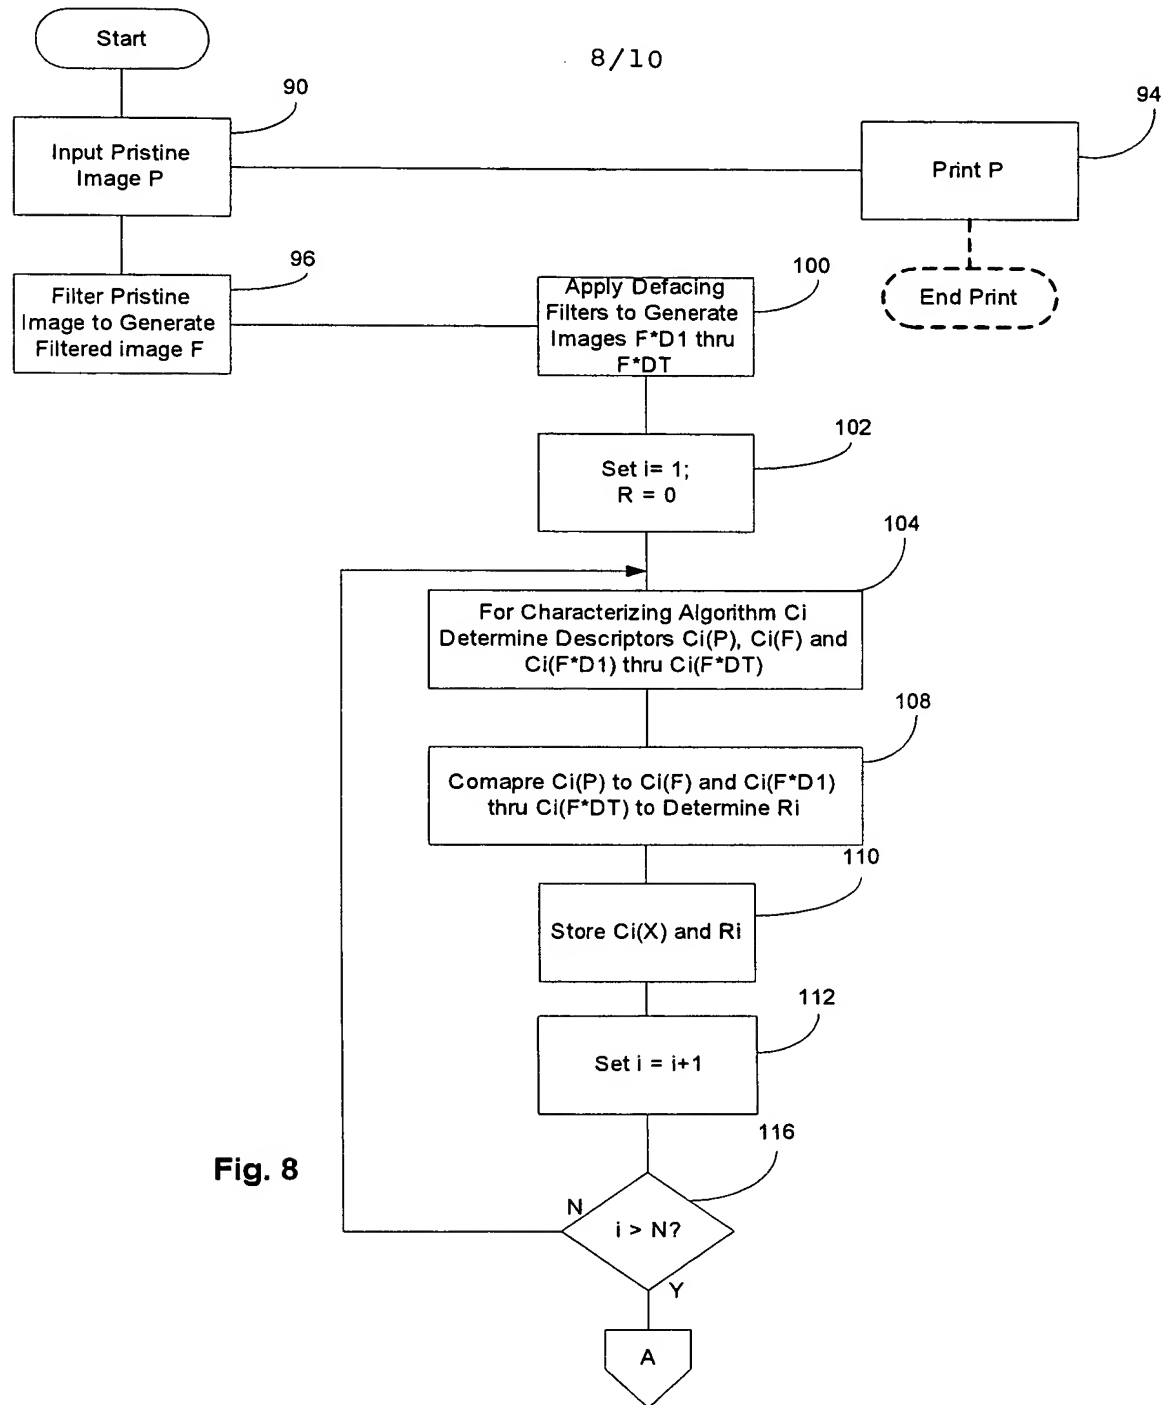 8/10
Start
90
Input Pristine
Image P
94
Print P
End Print
96
Filter Pristine
Image to Generate
Filtered image F
100
Apply Defacing
Filters to Generate
Images F*D1 thru
F*DT
102
Set i= 1;
R = 0
104
For Characterizing Algorithm Ci
Determine Descriptors Ci(P), Ci(F) and
Ci(F*D1) thru Ci(F*DT)
108
Comapre Ci(P) to Ci(F) and Ci(F*D1)
thru Ci(F*DT) to Determine Ri
110
Store Ci(X) and Ri
112
Set i = i+1
116
i > N?
N
Y
A
Fig. 8